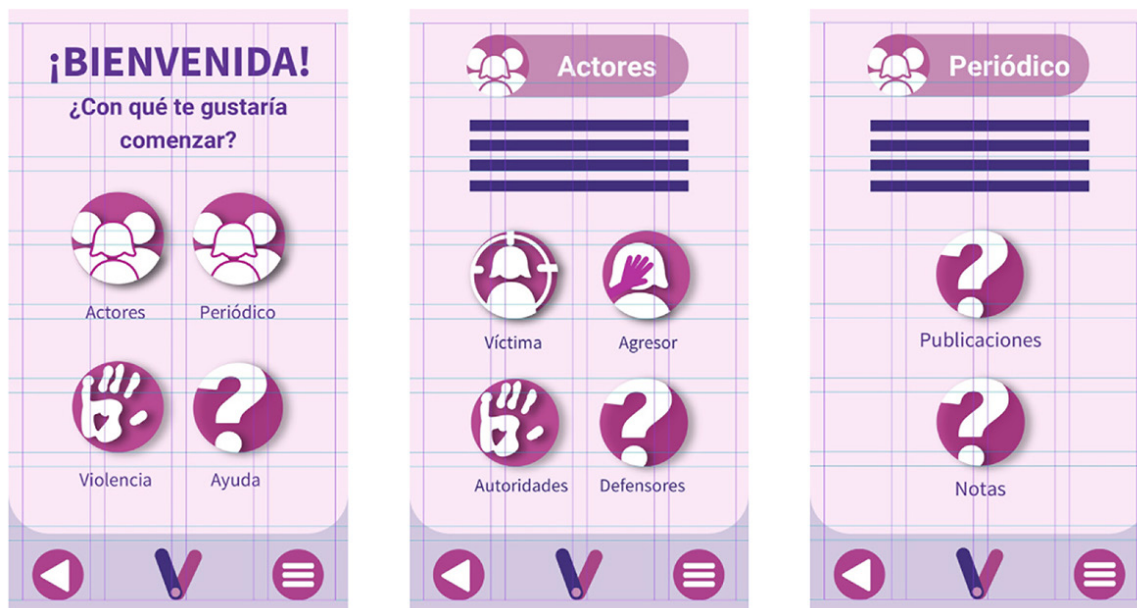 ¡BIENVENIDA!
¿Con qué te gustaría
comenzar?
Actores
Periódico
Violencia
Ayuda
Actores
Víctima
Agresor
Autoridades
Defensores
Periódico
Publicaciones
Notas